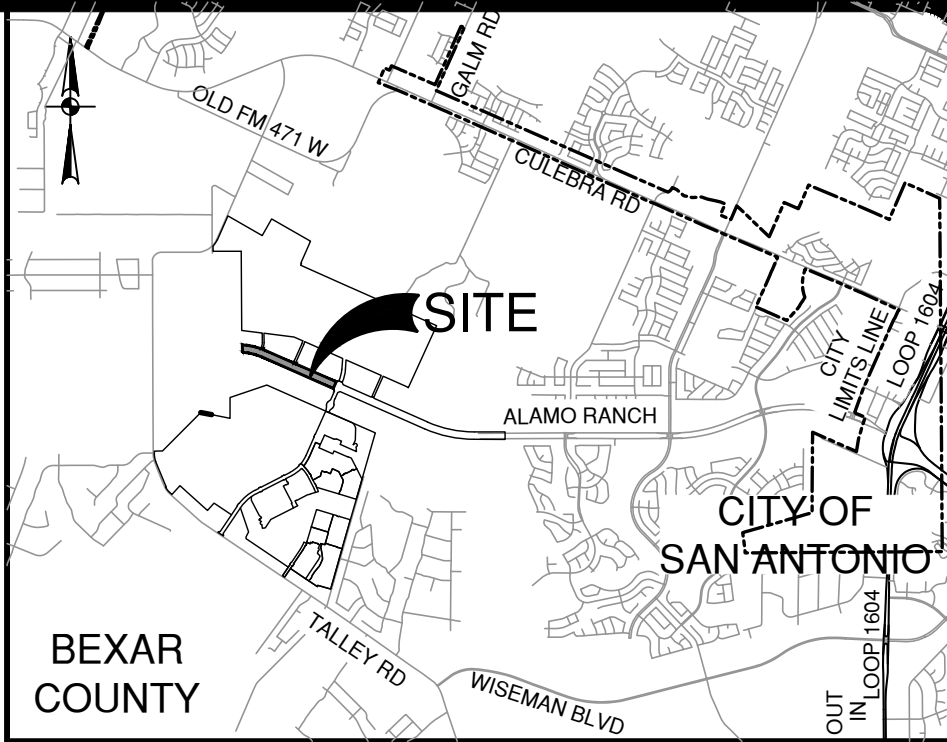 GALM RD
OLD FM 471 W
CULEBRA RD
SITE
CITY
LIMITS LINE
LOOP 1604
ALAMO RANCH
CITY OF
SAN ANTONIO
BEXAR
COUNTY
TALLEY RD
WISEMAN BLVD
OUT
IN
LOOP 1604